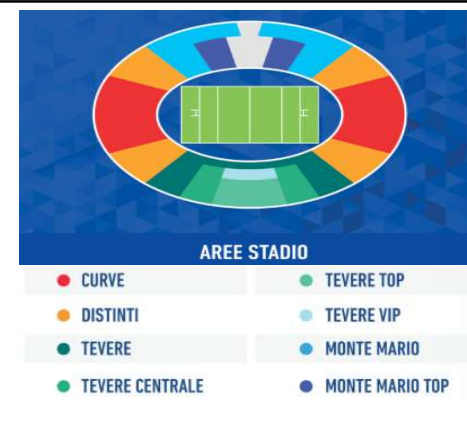 AREE STADIO
CURVE
TEVERE TOP
DISTINTI
TEVERE VIP
TEVERE
MONTE MARIO
TEVERE CENTRALE
MONTE MARIO TOP